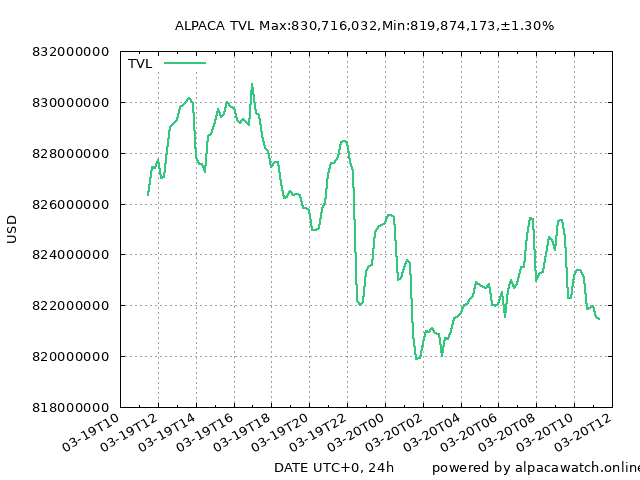 ALPACA TVL Max:830,716,032,Min:819,874,173,±1.30%
832000000
TVL
830000000
828000000
826000000
824000000
822000000
820000000
818000000
USD
03-19T10
03-19T12
03-19T14
03-19T16
03-19T18
03-19T20
03-19T22
03-20T00
03-20T02
03-20T04
03-20T06
03-20T08
03-20T10
03-20T12
DATE UTC+0, 24h
powered by alpacawatch.online